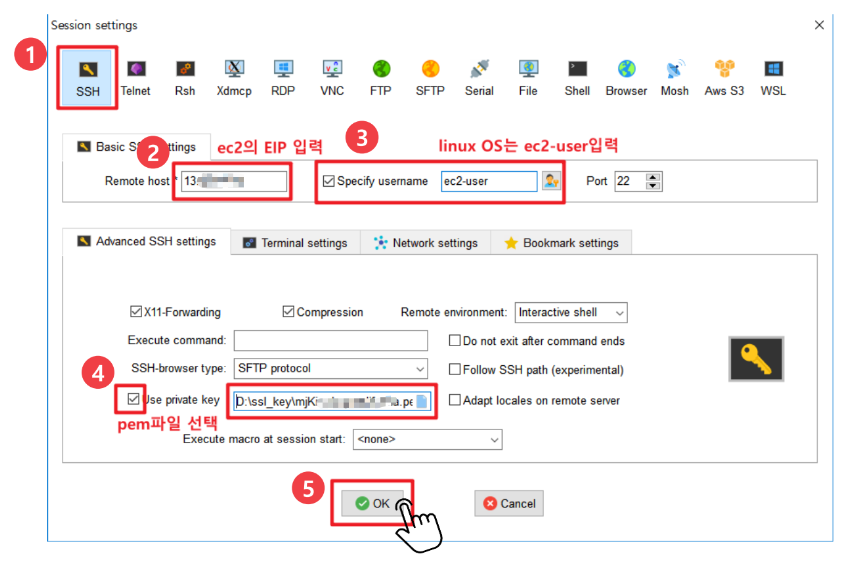 Session settings
1
SSH Telnet Rsh Xdmcp RDP VNC FTP SFTP Serial File Shell Browser Mosh Aws S3 WSL
Basic settings
2 ec2의 EIP 입력 3 linux OS는 ec2-user입력
Remote host * 13. Specify username ec2-user Port 22
Advanced SSH settings Terminal settings Network settings Bookmark settings
X11-Forwarding Compression Remote environment: Interactive shell
Execute command: Do not exit after command ends
SSH-browser type: SFTP protocol Follow SSH path (experimental)
4
Use private key D:\ssl_key\mjK a.pe Adapt locales on remote server
pem파일 선택
Execute macro at session start: <none>
5
OK Cancel